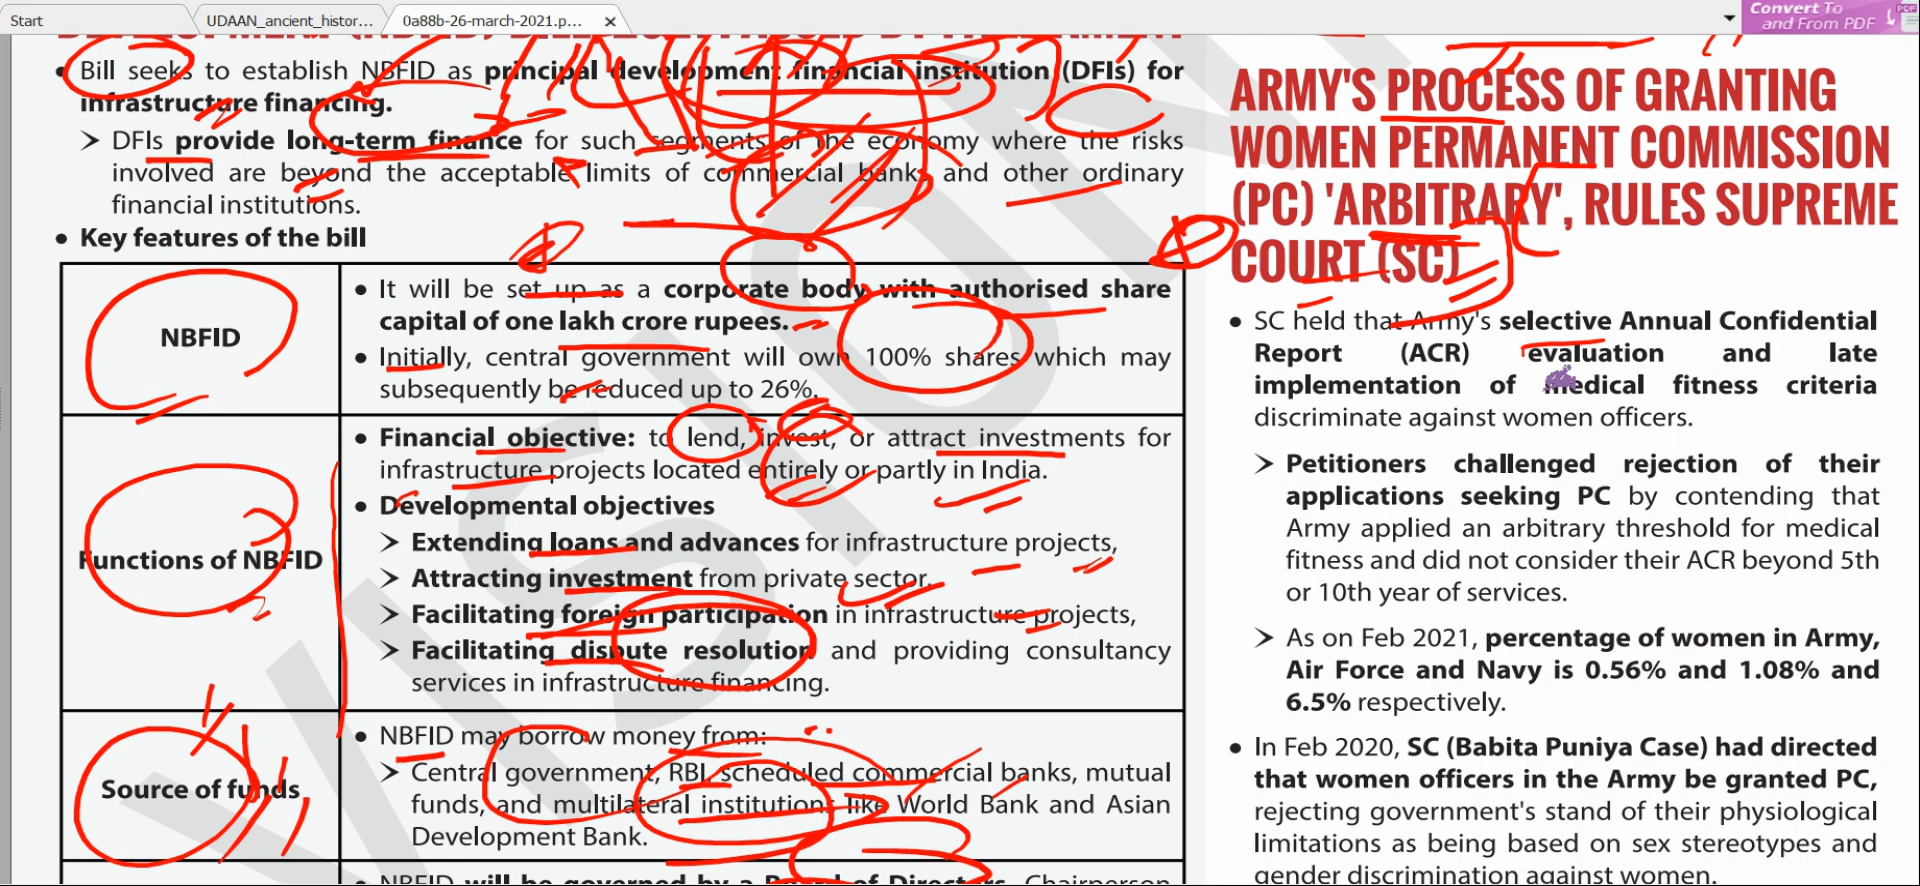 Start
UDAAN_ancient_histor...
0a88b-26-march-2021.p...
Convert To
and From PDF
PDF
Bill seeks to establish NBFID as principal development financial institution (DFIs) for
infrastructure financing.
DFIs provide long-term finance for such segments of the economy where the risks
involved are beyond the acceptable limits of commercial banks and other ordinary
financial institutions.
Key features of the bill
NBFID
It will be set up as a corporate body with authorised share
capital of one lakh crore rupees.
Initially, central government will own 100% shares which may
subsequently be reduced up to 26%.
Functions of NBFID
Financial objective: to lend, invest, or attract investments for
infrastructure projects located entirely or partly in India.
Developmental objectives
Extending loans and advances for infrastructure projects,
Attracting investment from private sector,
Facilitating foreign participation in infrastructure projects,
Facilitating dispute resolution and providing consultancy
services in infrastructure financing.
Source of funds
NBFID may borrow money from:
Central government, RBI, scheduled commercial banks, mutual
funds, and multilateral institutions like World Bank and Asian
Development Bank.
NBFID will be governed by a Board of Directors. Chairperson
ARMY'S PROCESS OF GRANTING
WOMEN PERMANENT COMMISSION
(PC) 'ARBITRARY', RULES SUPREME
COURT (SC)
SC held that Army's selective Annual Confidential
Report (ACR) evaluation and late
implementation of medical fitness criteria
discriminate against women officers.
Petitioners challenged rejection of their
applications seeking PC by contending that
Army applied an arbitrary threshold for medical
fitness and did not consider their ACR beyond 5th
or 10th year of services.
As on Feb 2021, percentage of women in Army,
Air Force and Navy is 0.56% and 1.08% and
6.5% respectively.
In Feb 2020, SC (Babita Puniya Case) had directed
that women officers in the Army be granted PC,
rejecting government's stand of their physiological
limitations as being based on sex stereotypes and
gender discrimination against women.